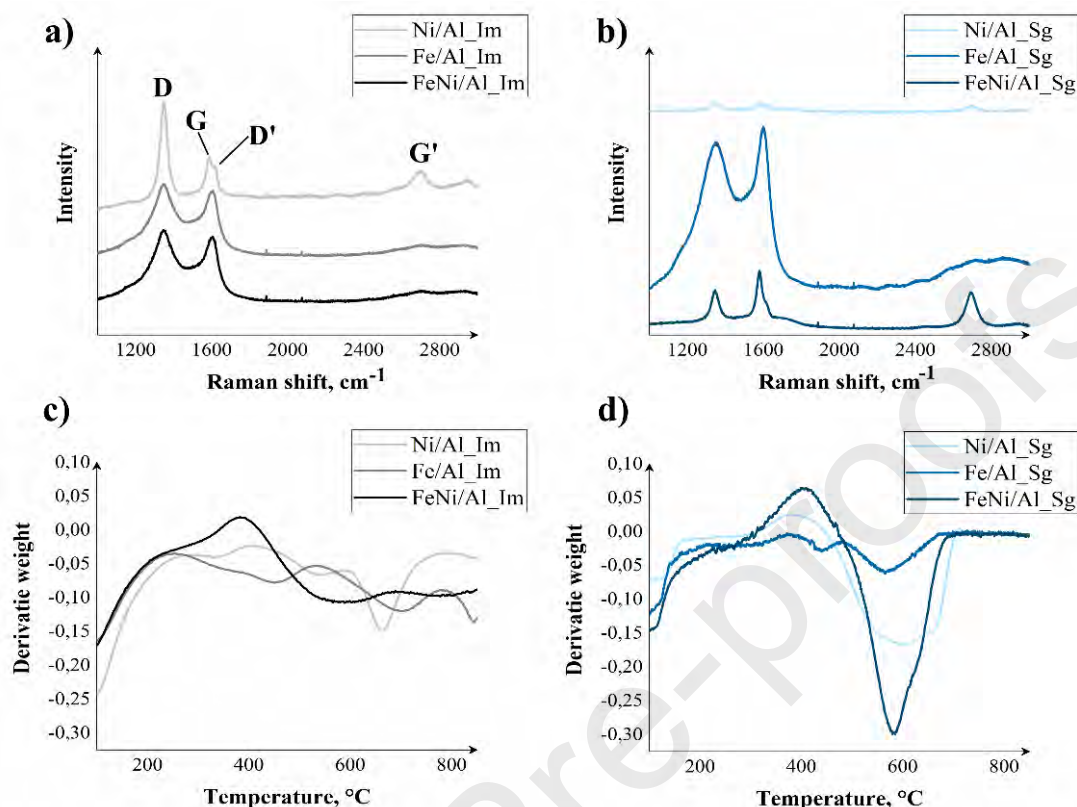 a)
Ni/Al_Im
Fe/Al_Im
FeNi/Al_Im
D
G
D'
G'
Intensity
1200 1600 2000 2400 2800
Raman shift, cm-1
b)
Ni/Al_Sg
Fe/Al_Sg
FeNi/Al_Sg
Intensity
1200 1600 2000 2400 2800
Raman shift, cm-1
c)
Ni/Al_Im
Fe/Al_Im
FeNi/Al_Im
0,10
0,05
0,00
-0,05
-0,10
-0,15
-0,20
-0,25
-0,30
Derivatie weight
200 400 600 800
Temperature, °C
d)
Ni/Al_Sg
Fe/Al_Sg
FeNi/Al_Sg
0,10
0,05
0,00
-0,05
-0,10
-0,15
-0,20
-0,25
-0,30
Derivatie weight
200 400 600 800
Temperature, °C
re-proofs